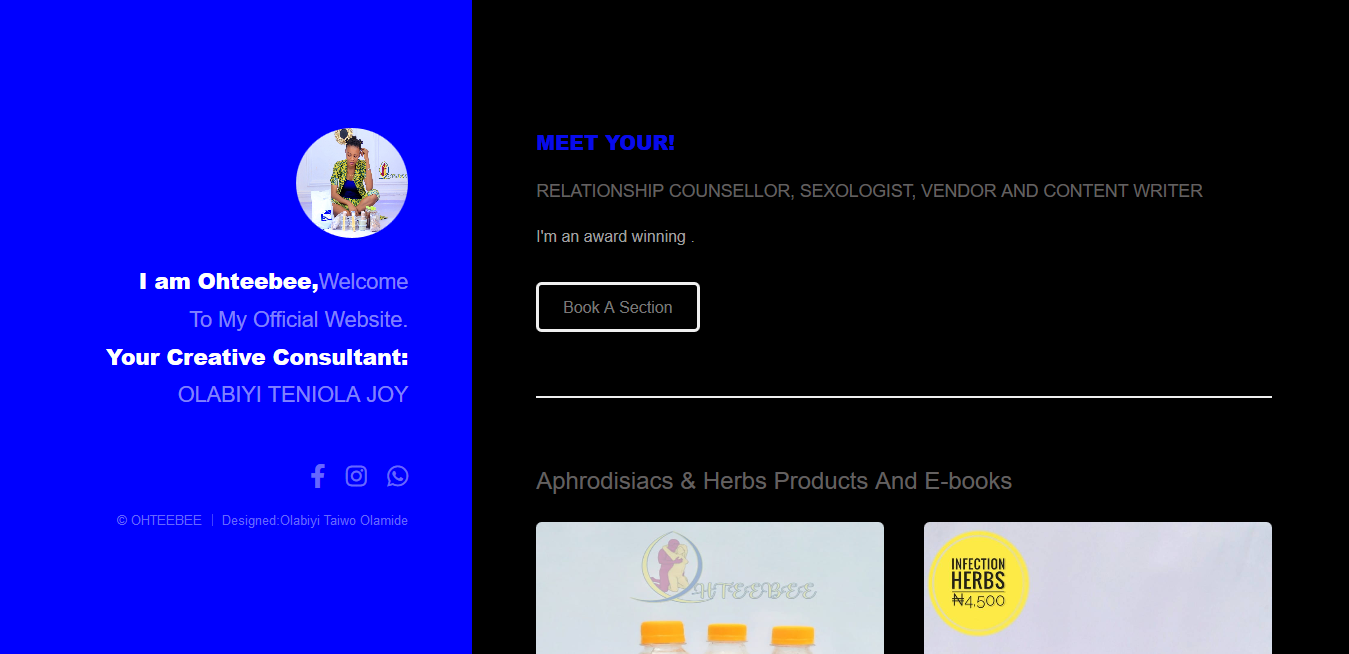 I am Ohteebee,Welcome
To My Official Website.
Your Creative Consultant:
OLABIYI TENIOLA JOY
© OHTEEBEE | Designed:Olabiyi Taiwo Olamide
MEET YOUR!
RELATIONSHIP COUNSELLOR, SEXOLOGIST, VENDOR AND CONTENT WRITER
I'm an award winning .
Book A Section
Aphrodisiacs & Herbs Products And E-books
HTEEBEE
INFECTION
HERBS
₦4,500